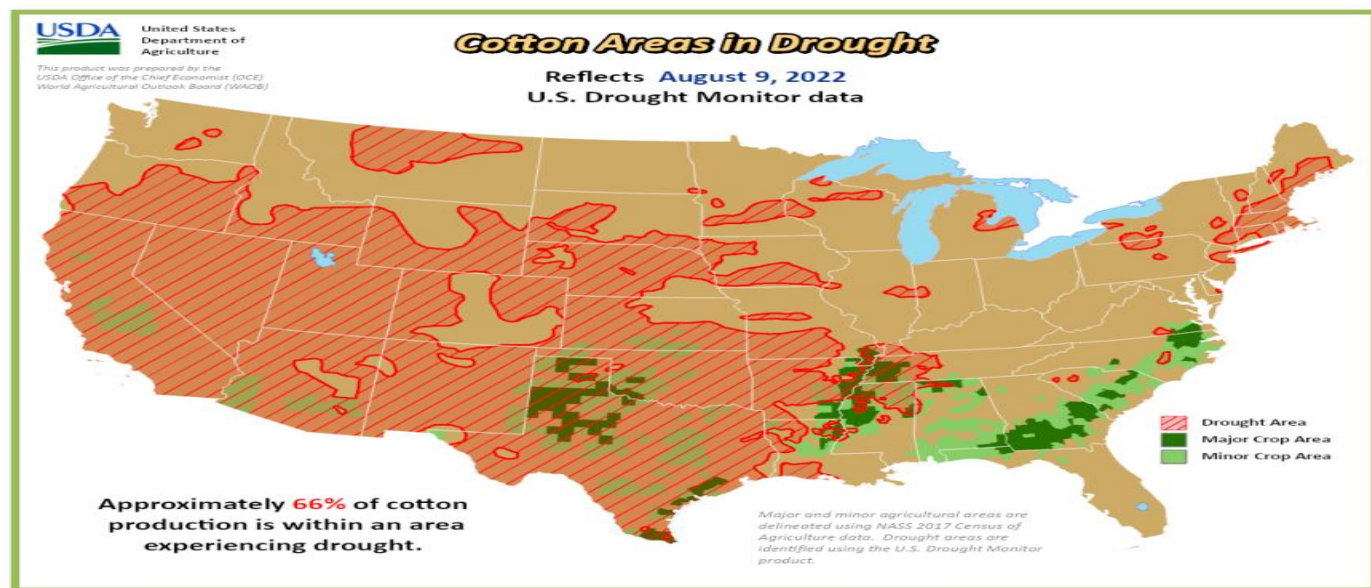 USDA
United States
Department of
Agriculture
This product was prepared by the
USDA Office of the Chief Economist (OCE)
World Agricultural Outlook Board (WAOB)
Cotton Areas in Drought
Reflects August 9, 2022
U.S. Drought Monitor data
Drought Area
Major Crop Area
Minor Crop Area
Approximately 66% of cotton
production is within an area
experiencing drought.
Major and minor agricultural areas are
delineated using NASS 2017 Census of
Agriculture data. Drought areas are
identified using the U.S. Drought Monitor
product.